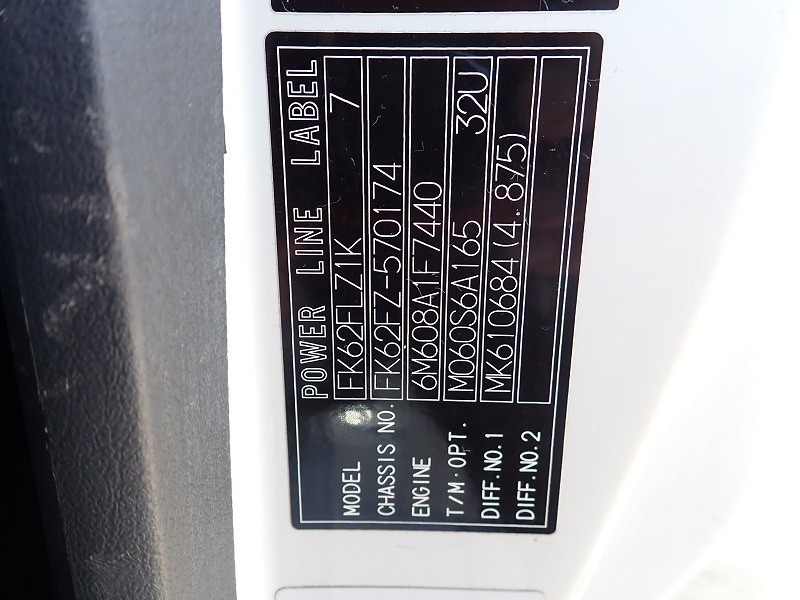 POWER LINE LABEL
MODEL FK62FLZ1K 7
CHASSIS NO. FK62FZ-570174
ENGINE 6M608A1F7440
T/M·OPT. M060S6A165 32U
DIFF.NO.1 MK610684(4.875)
DIFF.NO.2